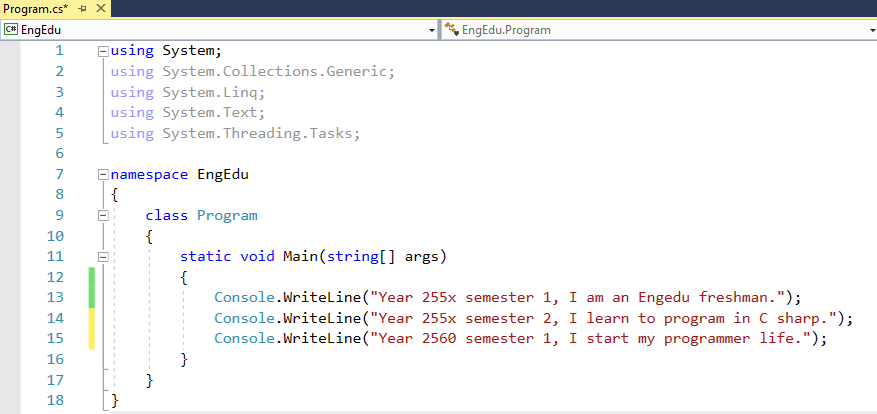 Program.cs*
EngEdu EngEdu.Program
1 using System;
2 using System.Collections.Generic;
3 using System.Linq;
4 using System.Text;
5 using System.Threading.Tasks;
6
7 namespace EngEdu
8 {
9 class Program
10 {
11 static void Main(string[] args)
12 {
13 Console.WriteLine("Year 255x semester 1, I am an Engedu freshman.");
14 Console.WriteLine("Year 255x semester 2, I learn to program in C sharp.");
15 Console.WriteLine("Year 2560 semester 1, I start my programmer life.");
16 }
17 }
18 }